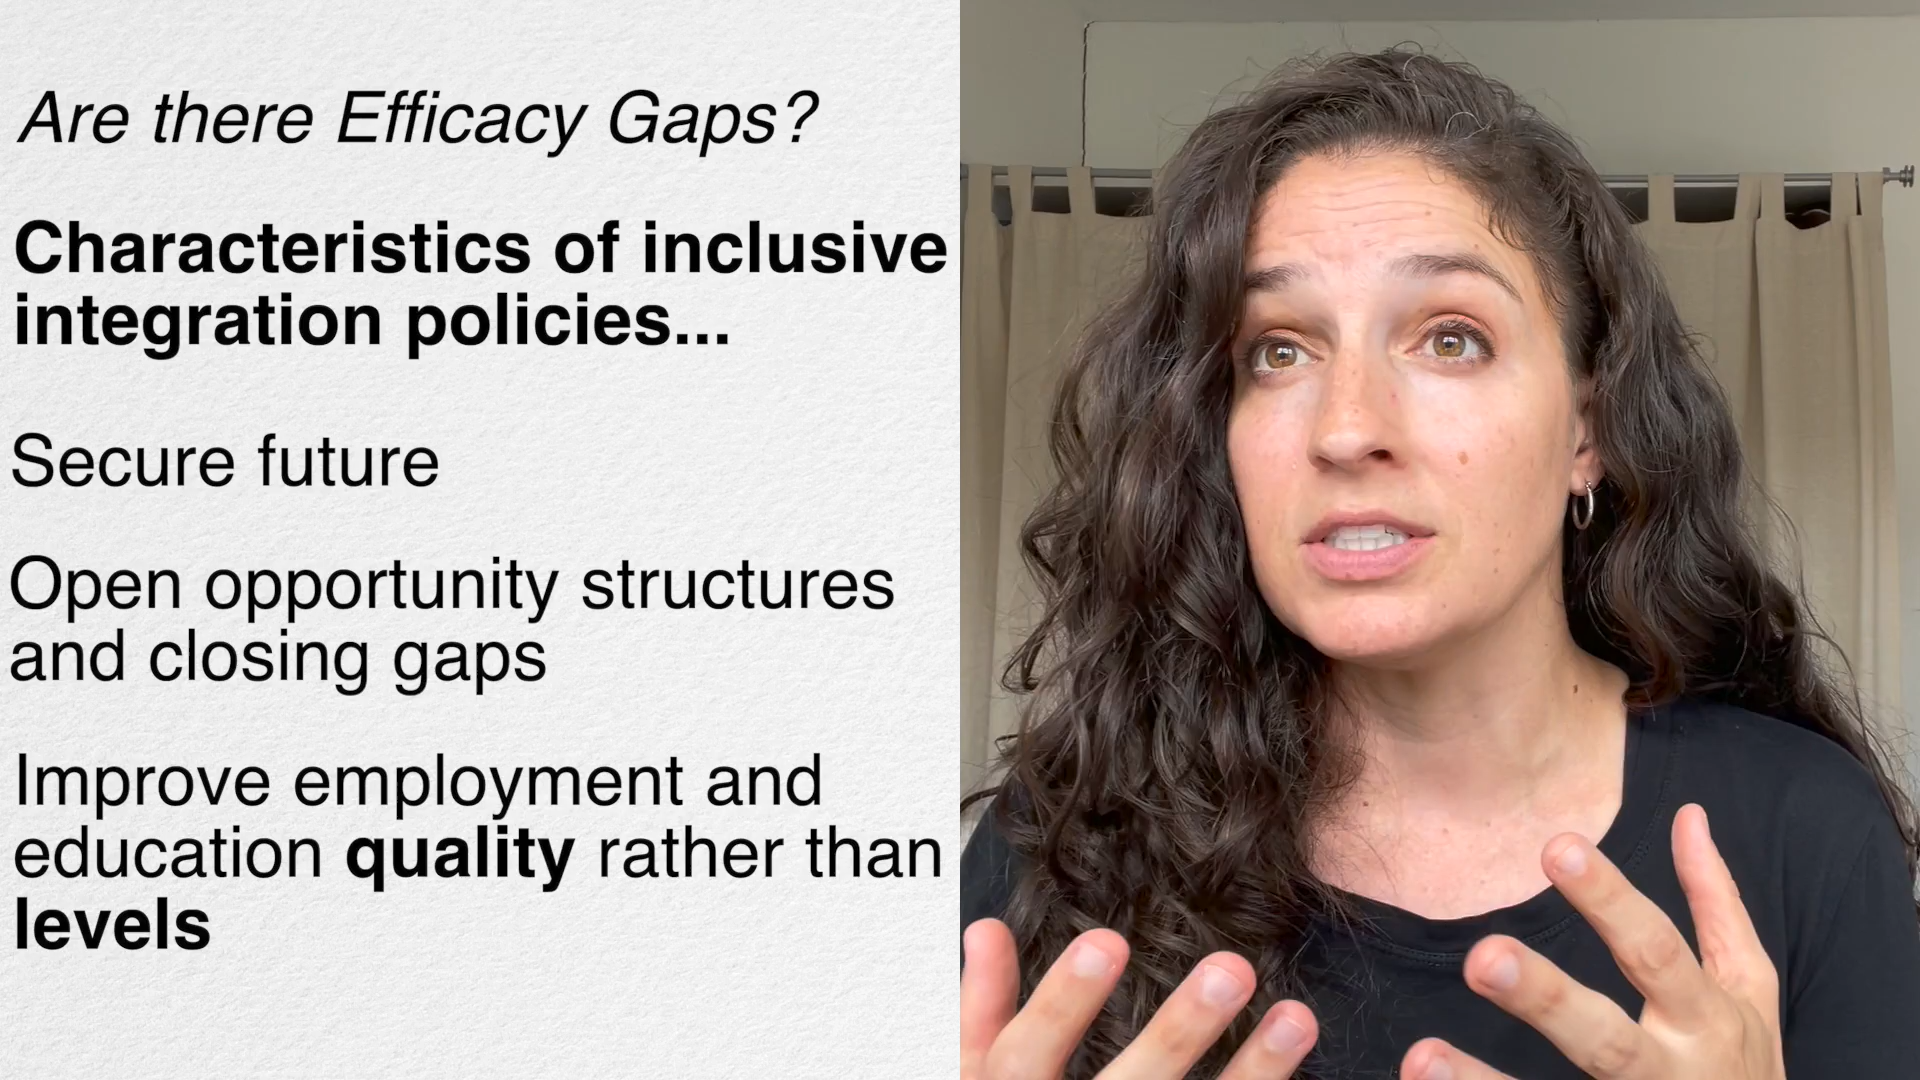 Are there Efficacy Gaps?
Characteristics of inclusive
integration policies...
Secure future
Open opportunity structures
and closing gaps
Improve employment and
education quality rather than
levels